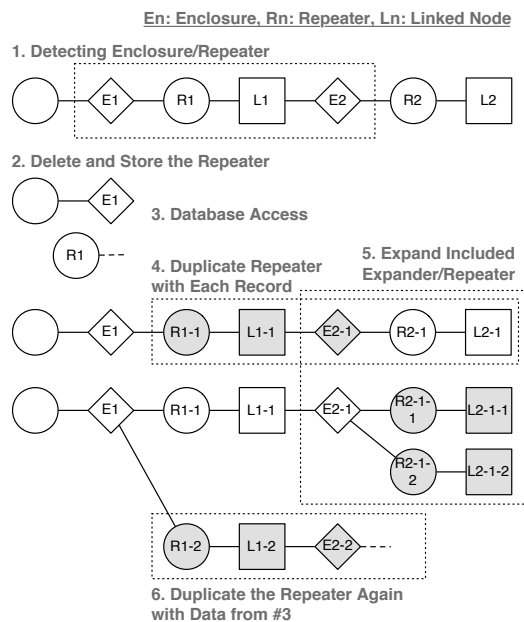 En: Enclosure, Rn: Repeater, Ln: Linked Node
1. Detecting Enclosure/Repeater
E1 R1 L1 E2 R2 L2
2. Delete and Store the Repeater
E1
3. Database Access
R1
4. Duplicate Repeater
with Each Record
5. Expand Included
Expander/Repeater
E1 R1-1 L1-1 E2-1 R2-1 L2-1
E1 R1-1 L1-1 E2-1 R2-1-
1 L2-1-1
R2-1-
2 L2-1-2
R1-2 L1-2 E2-2
6. Duplicate the Repeater Again
with Data from #3